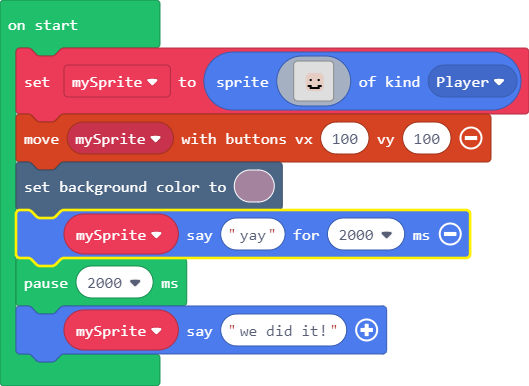 on start
set mySprite to sprite of kind Player
move mySprite with buttons vx 100 vy 100
set background color to
mySprite say "yay" for 2000 ms
pause 2000 ms
mySprite say "we did it!"